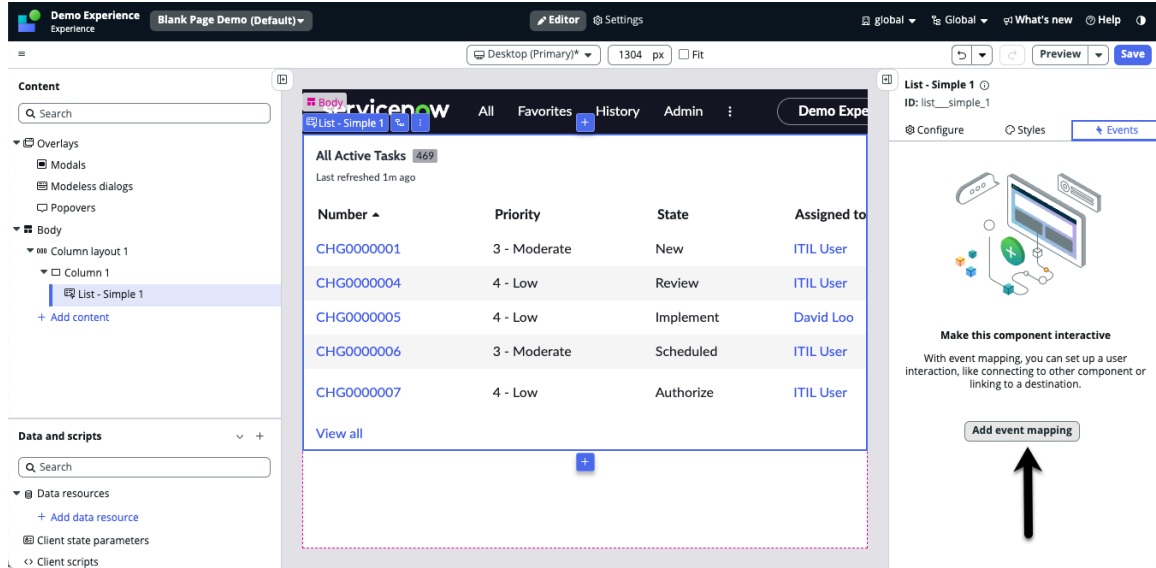 Demo Experience
Experience
Blank Page Demo (Default)
Editor
Settings
global
Global
What's new
Help
Desktop (Primary)*
1304 px
Fit
Preview
Save
Content
Search
Overlays
Modals
Modeless dialogs
Popovers
Body
Column layout 1
Column 1
List - Simple 1
+ Add content
Data and scripts
Search
Data resources
+ Add data resource
Client state parameters
Client scripts
Body
servicenow
All
Favorites
History
Admin
Demo Expe
List - Simple 1
All Active Tasks 469
Last refreshed 1m ago
Number Priority State Assigned to
CHG0000001 3 - Moderate New ITIL User
CHG0000004 4 - Low Review ITIL User
CHG0000005 4 - Low Implement David Loo
CHG0000006 3 - Moderate Scheduled ITIL User
CHG0000007 4 - Low Authorize ITIL User
View all
List - Simple 1
ID: list__simple_1
Configure
Styles
Events
Make this component interactive
With event mapping, you can set up a user
interaction, like connecting to other component or
linking to a destination.
Add event mapping